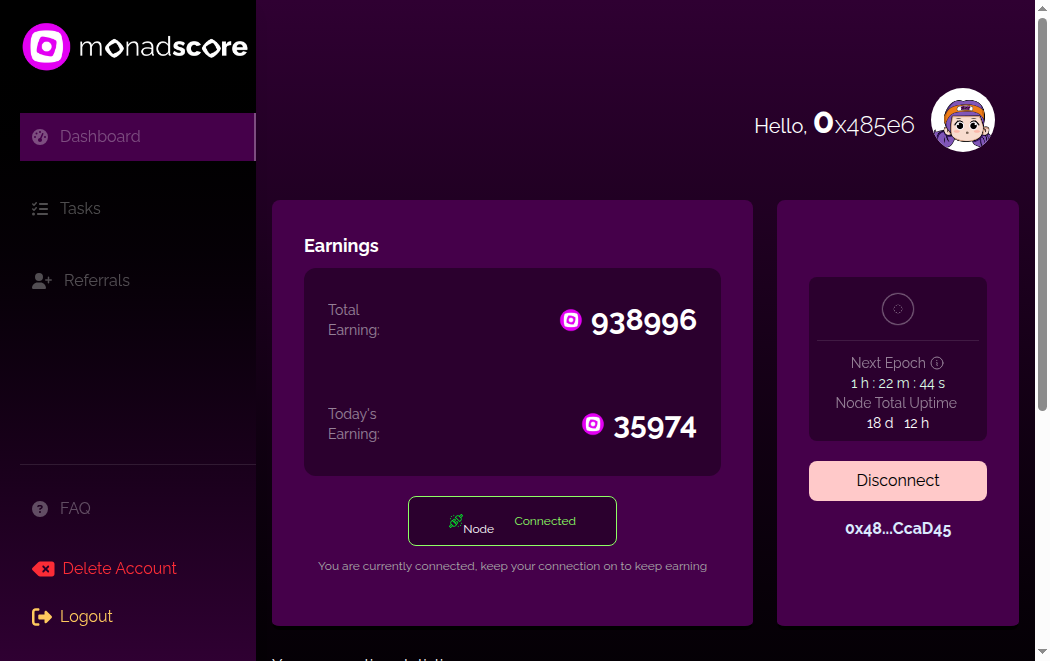 monadscore
Dashboard
Tasks
Referrals
FAQ
Delete Account
Logout
Hello, 0x485e6
Earnings
Total
Earning:
938996
Today's
Earning:
35974
Node Connected
You are currently connected, keep your connection on to keep earning
Next Epoch
1 h : 22 m : 44 s
Node Total Uptime
18 d 12 h
Disconnect
0x48...CcaD45